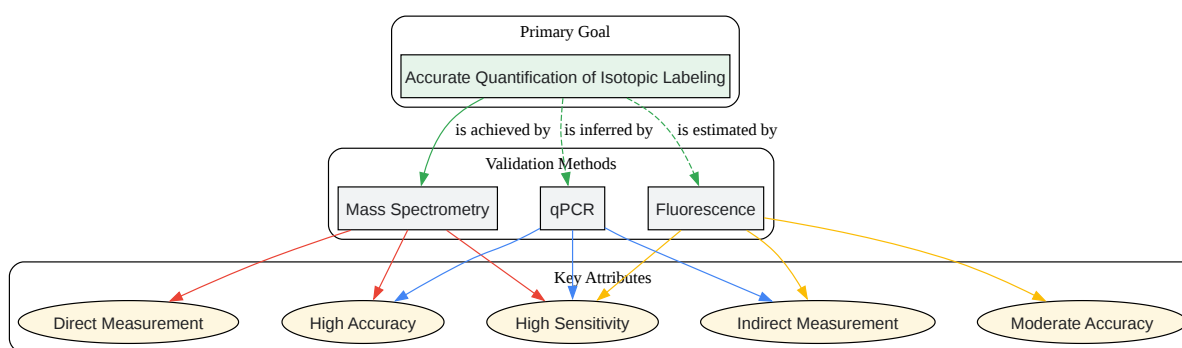 Primary Goal
Accurate Quantification of Isotopic Labeling
is achieved by
is inferred by
is estimated by
Validation Methods
Mass Spectrometry
qPCR
Fluorescence
Key Attributes
Direct Measurement
High Accuracy
High Sensitivity
Indirect Measurement
Moderate Accuracy